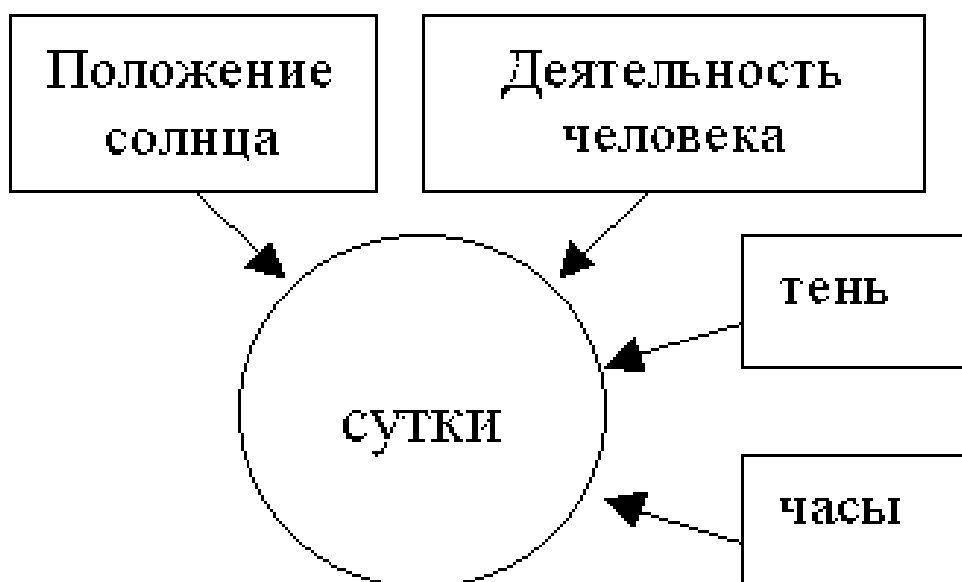 Положение
солнца
Деятельность
человека
тень
сутки
часы